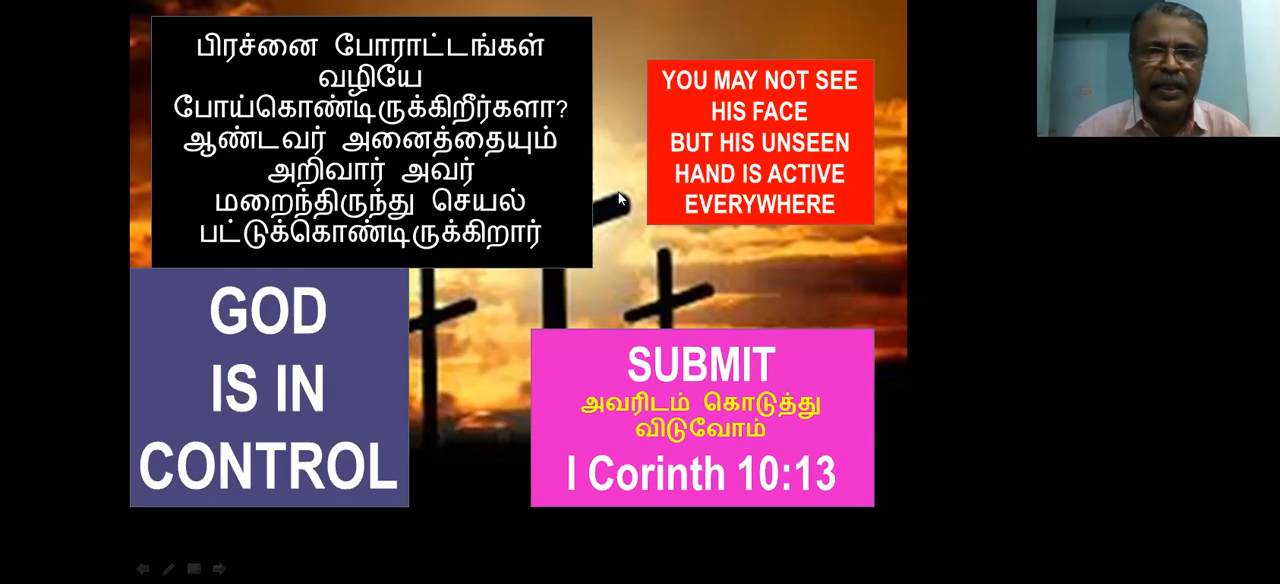 பிரச்னை போராட்டங்கள்
வழியே
போய்கொண்டிருக்கிறீர்களா?
ஆண்டவர் அனைத்தையும்
அறிவார் அவர்
மறைந்திருந்து செயல்
பட்டுக்கொண்டிருக்கிறார்
YOU MAY NOT SEE
HIS FACE
BUT HIS UNSEEN
HAND IS ACTIVE
EVERYWHERE
GOD
IS IN
CONTROL
SUBMIT
அவரிடம் கொடுத்து
விடுவோம்
I Corinth 10:13